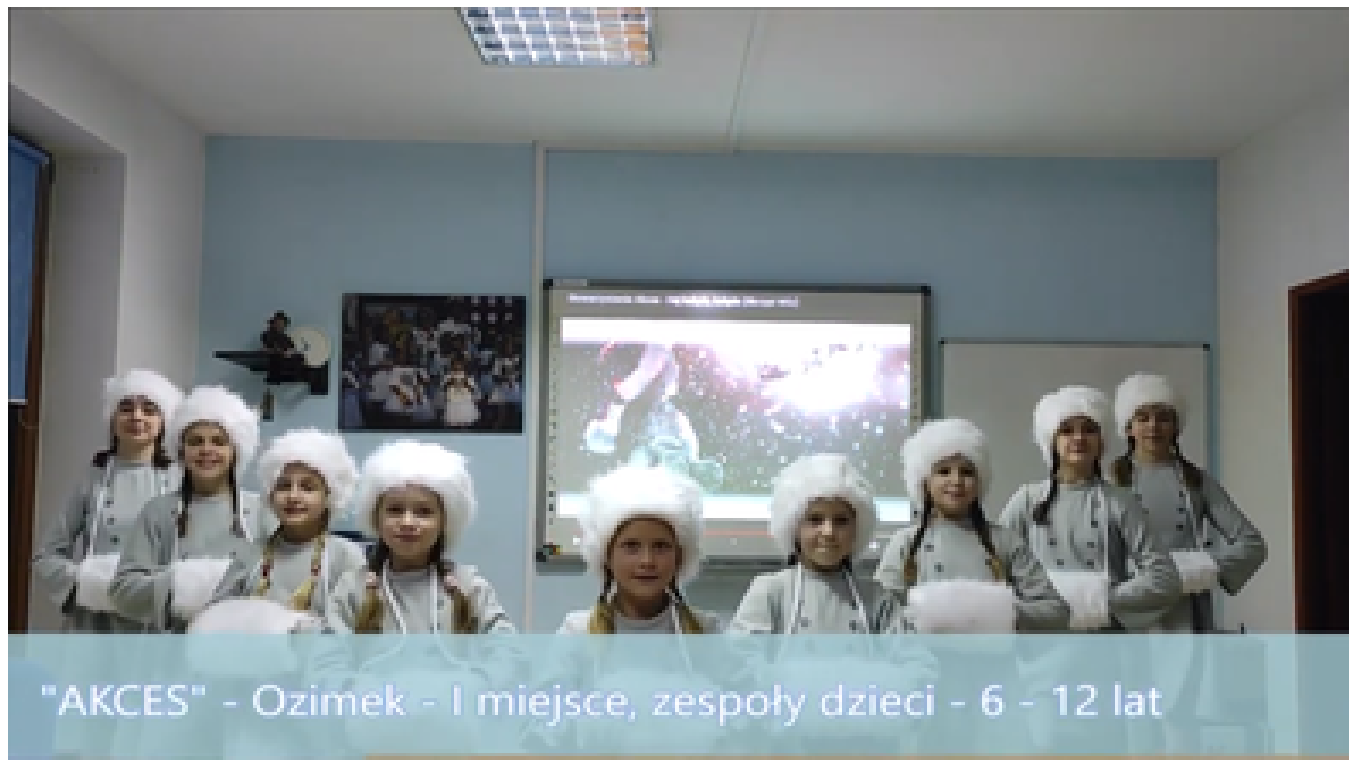 "AKCES" - Ozimek - I miejsce, zespoły dzieci - 6 - 12 lat